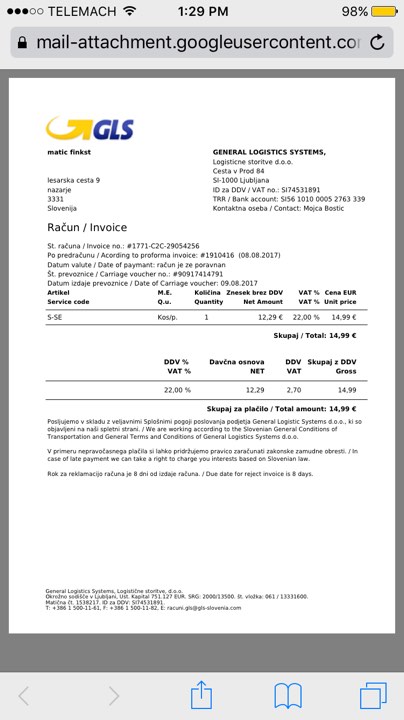 TELEMACH 1:29 PM 98%
mail-attachment.googleusercontent.co
GLS
matic finkst
GENERAL LOGISTICS SYSTEMS,
Logisticne storitve d.o.o.
Cesta v Prod 84
lesarska cesta 9
SI-1000 Ljubljana
nazarje
ID za DDV / VAT no.: SI74531891
3331
TRR / Bank account: SI56 1010 0005 2763 339
Slovenija
Kontaktna oseba / Contact: Mojca Bostic
Račun / Invoice
St. računa / Invoice no.: #1771-C2C-29054256
Po predračunu / Acording to proforma invoice: #1910416 (08.08.2017)
Datum valute / Date of paymant: račun je ze poravnan
Št. prevoznice / Carriage voucher no.: #90917414791
Datum izdaje prevoznice / Date of Carriage voucher: 09.08.2017
Artikel M.E. Količina Znesek brez DDV VAT % Cena EUR
Service code Q.u. Quantity Net Amount VAT % Unit price
S-SE Kos/p. 1 12,29 € 22,00 % 14,99 €
Skupaj / Total: 14,99 €
DDV % Davčna osnova DDV Skupaj z DDV
VAT % NET VAT Gross
22,00 % 12,29 2,70 14,99
Skupaj za plačilo / Total amount: 14,99 €
Poslujemo v skladu z veljavnimi Splošnimi pogoji poslovanja podjetja General Logistic Systems d.o.o., ki so
objavljeni na naši spletni strani. / We are working according to the Slovenian General Conditions of
Transportation and General Terms and Conditions of General Logistics Systems d.o.o.
V primeru nepravočasnega plačila si lahko pridržujemo pravico zaračunati zakonske zamudne obresti. / In
case of late payment we can take a right to charge you interests based on Slovenian law.
Rok za reklamacijo računa je 8 dni od izdaje računa. / Due date for reject invoice is 8 days.
General Logistics Systems, Logistične storitve, d.o.o.
Okrožno sodišče v Ljubljani, Ust. Kapital 751.127 EUR. SRG: 2000/13500. št. vložka: 061 / 13331600.
Matična čt. 1538217. ID za DDV: SI74531891.
T: +386 1 500-11-61, F: +386 1 500-11-82, E: racuni.gls@gls-slovenia.com